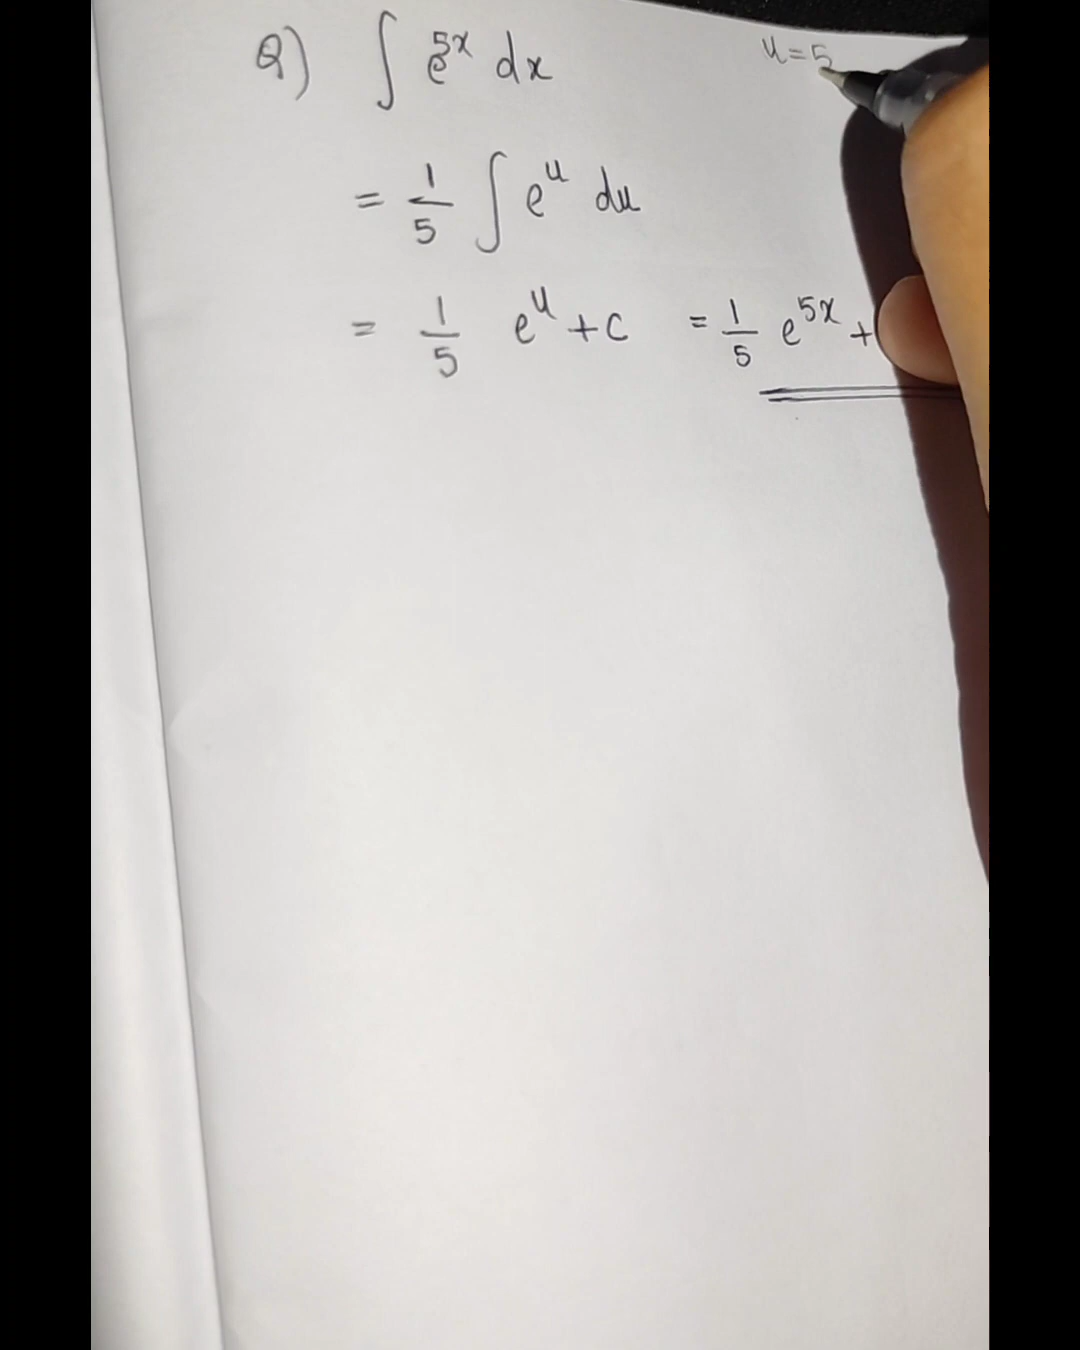 Q) ∫ e^5x dx u=5
= 1/5 ∫ e^u du
= 1/5 e^u + c = 1/5 e^5x +